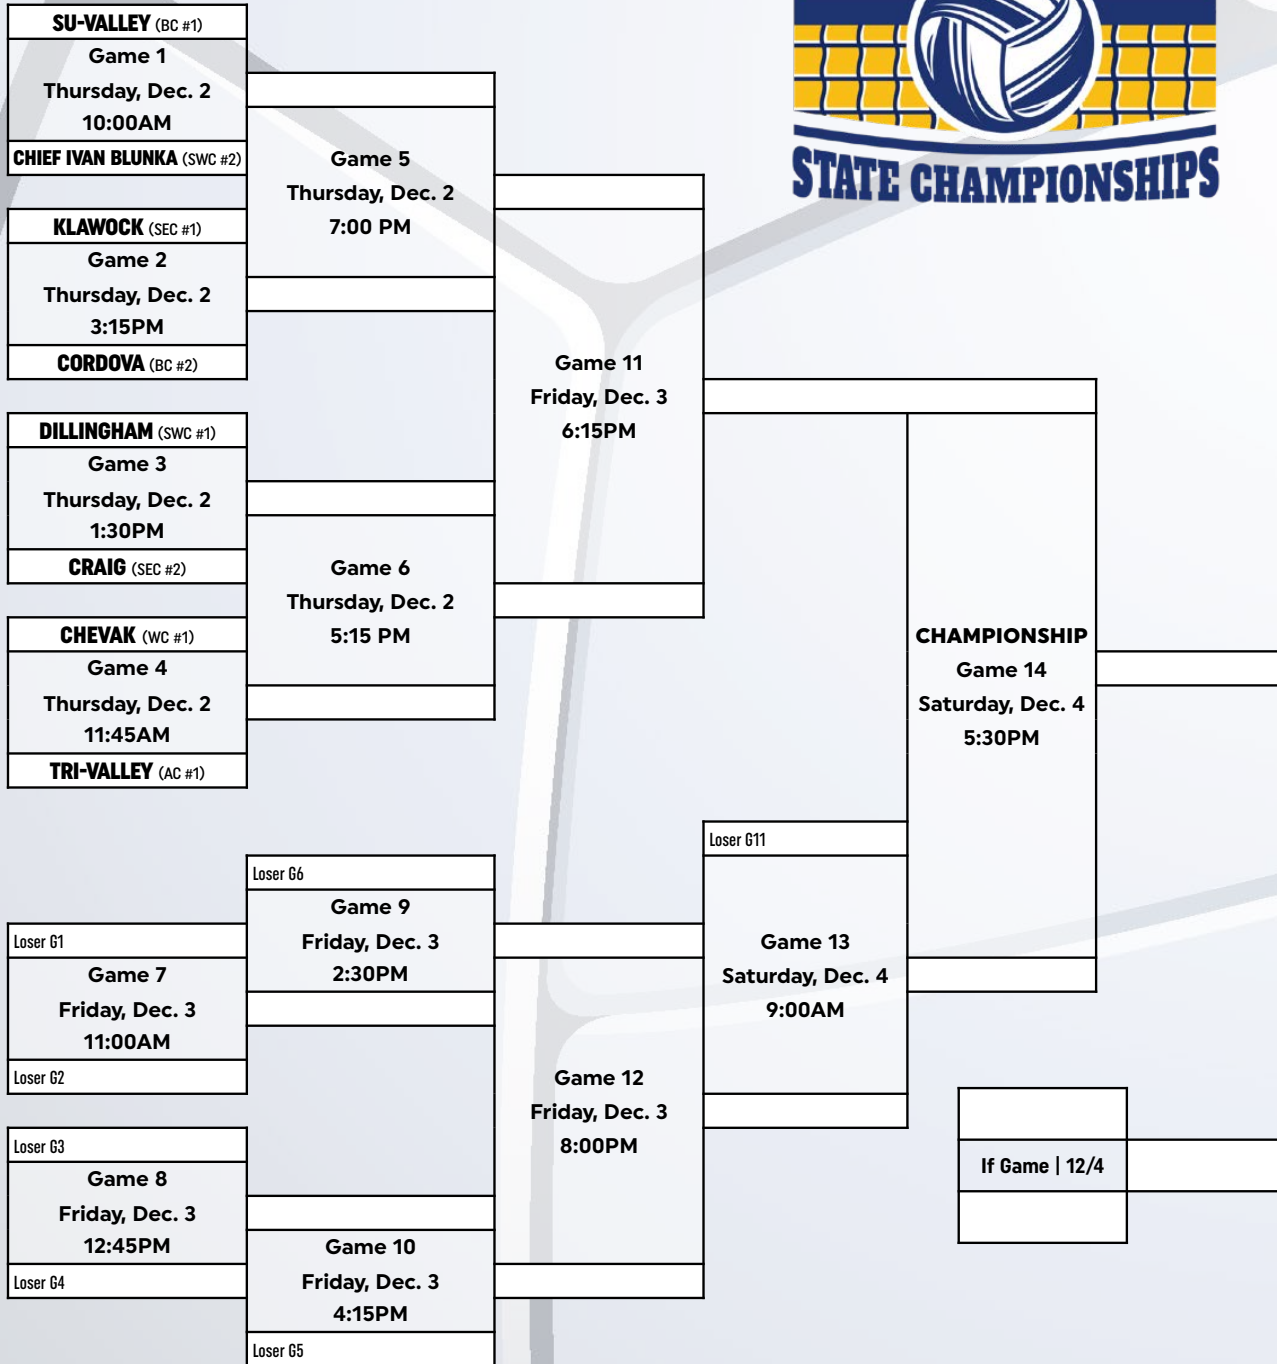 STATE CHAMPIONSHIPS
SU-VALLEY (BC #1)
Game 1
Thursday, Dec. 2
10:00AM
CHIEF IVAN BLUNKA (SWC #2)
KLAWOCK (SEC #1)
Game 2
Thursday, Dec. 2
3:15PM
CORDOVA (BC #2)
DILLINGHAM (SWC #1)
Game 3
Thursday, Dec. 2
1:30PM
CRAIG (SEC #2)
CHEVAK (WC #1)
Game 4
Thursday, Dec. 2
11:45AM
TRI-VALLEY (AC #1)
Game 5
Thursday, Dec. 2
7:00 PM
Game 6
Thursday, Dec. 2
5:15 PM
Game 11
Friday, Dec. 3
6:15PM
CHAMPIONSHIP
Game 14
Saturday, Dec. 4
5:30PM
Loser G1
Game 7
Friday, Dec. 3
11:00AM
Loser G2
Loser G3
Game 8
Friday, Dec. 3
12:45PM
Loser G4
Loser G6
Game 9
Friday, Dec. 3
2:30PM
Game 10
Friday, Dec. 3
4:15PM
Loser G5
Game 12
Friday, Dec. 3
8:00PM
Loser G11
Game 13
Saturday, Dec. 4
9:00AM
If Game | 12/4